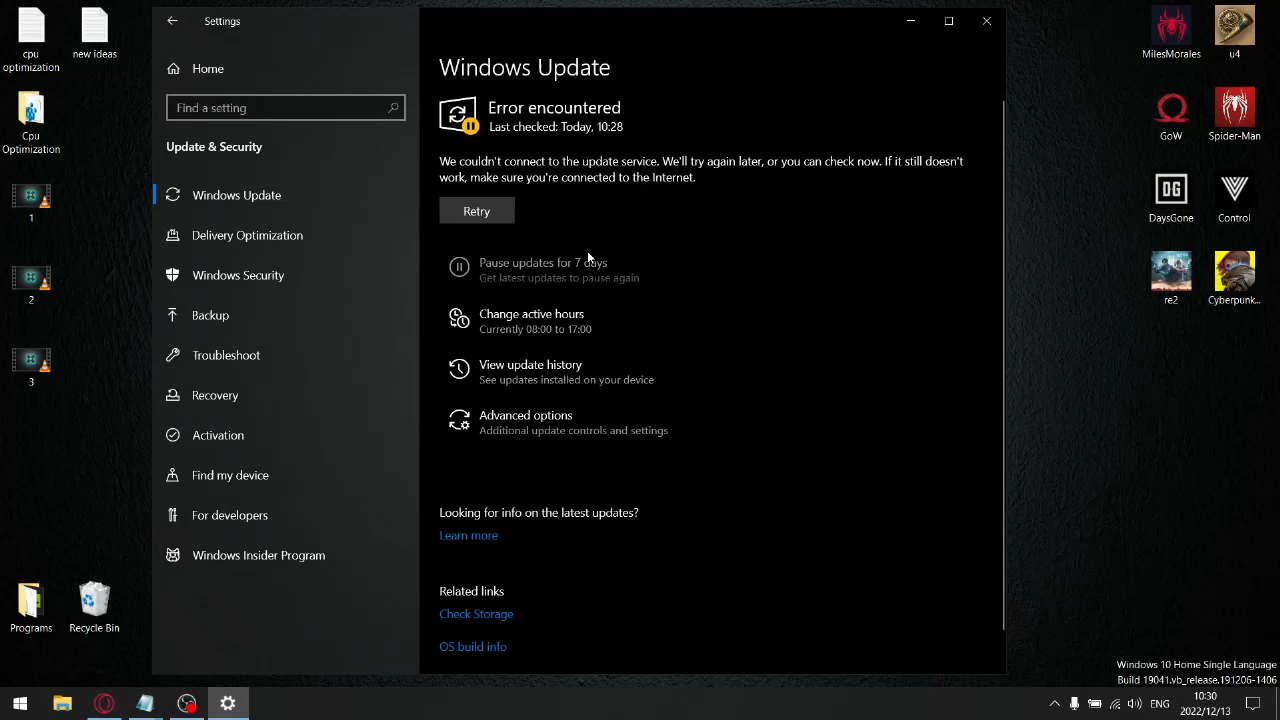 cpu
optimization
new ideas
Cpu
Optimization
1
2
3
Programs
Recycle Bin
Settings
Home
Find a setting
Update & Security
Windows Update
Delivery Optimization
Windows Security
Backup
Troubleshoot
Recovery
Activation
Find my device
For developers
Windows Insider Program
Windows Update
Error encountered
Last checked: Today, 10:28
We couldn't connect to the update service. We'll try again later, or you can check now. If it still doesn't
work, make sure you're connected to the Internet.
Retry
Pause updates for 7 days
Get latest updates to pause again
Change active hours
Currently 08:00 to 17:00
View update history
See updates installed on your device
Advanced options
Additional update controls and settings
Looking for info on the latest updates?
Learn more
Related links
Check Storage
OS build info
MilesMorales
u4
GoW
Spider-Man
DG
DaysGone
Control
re2
Cyberpunk...
Windows 10 Home Single Language
Build 19041.vb_release.191206-1406
ENG
10:30
2022/12/13